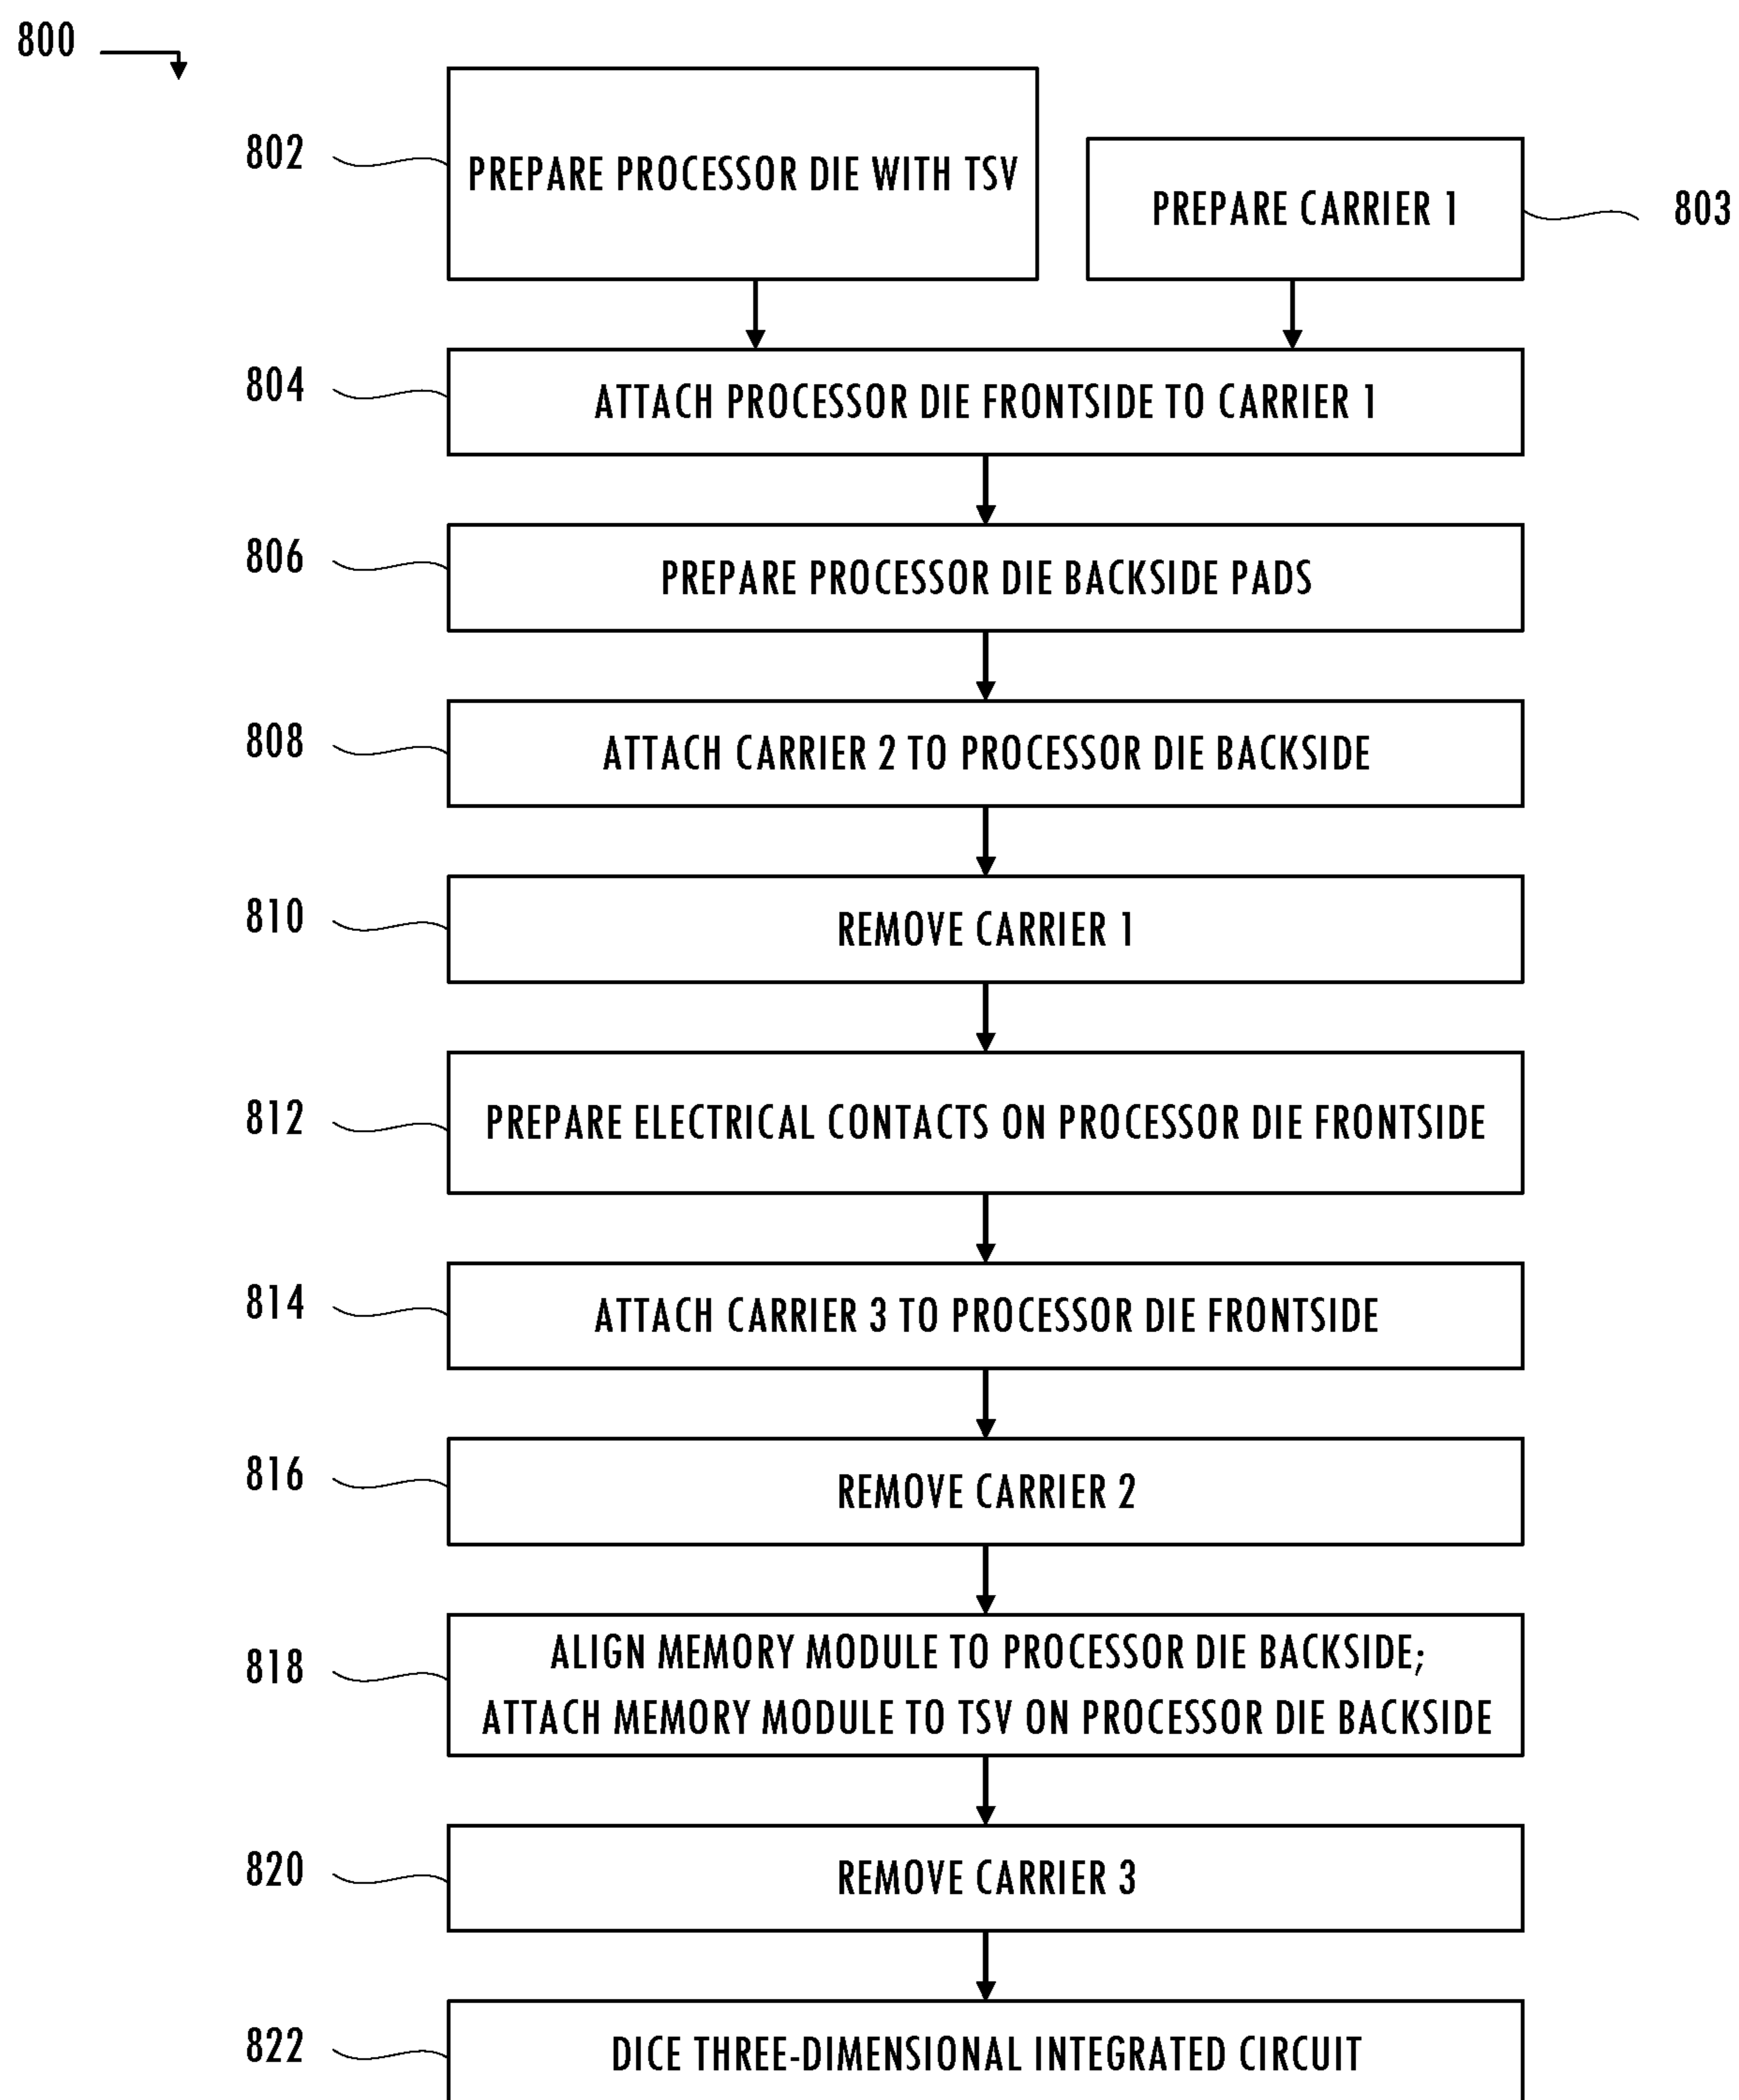 800
802
PREPARE PROCESSOR DIE WITH TSV
PREPARE CARRIER 1
803
804
ATTACH PROCESSOR DIE FRONTSIDE TO CARRIER 1
806
PREPARE PROCESSOR DIE BACKSIDE PADS
808
ATTACH CARRIER 2 TO PROCESSOR DIE BACKSIDE
810
REMOVE CARRIER 1
812
PREPARE ELECTRICAL CONTACTS ON PROCESSOR DIE FRONTSIDE
814
ATTACH CARRIER 3 TO PROCESSOR DIE FRONTSIDE
816
REMOVE CARRIER 2
818
ALIGN MEMORY MODULE TO PROCESSOR DIE BACKSIDE;
ATTACH MEMORY MODULE TO TSV ON PROCESSOR DIE BACKSIDE
820
REMOVE CARRIER 3
822
DICE THREE-DIMENSIONAL INTEGRATED CIRCUIT